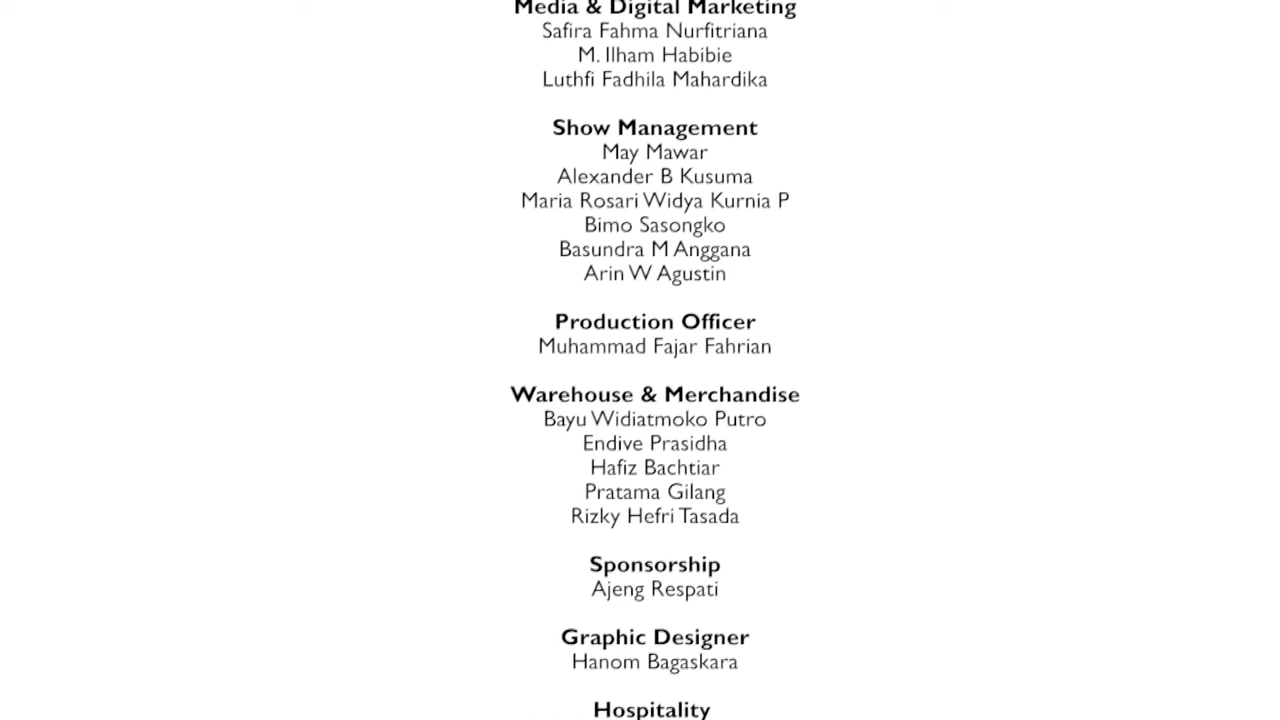 Media & Digital Marketing
Safira Fahma Nurfitriana
M. Ilham Habibie
Luthfi Fadhila Mahardika
Show Management
May Mawar
Alexander B Kusuma
Maria Rosari Widya Kurnia P
Bimo Sasongko
Basundra M Anggana
Arin W Agustin
Production Officer
Muhammad Fajar Fahrian
Warehouse & Merchandise
Bayu Widiatmoko Putro
Endive Prasidha
Hafiz Bachtiar
Pratama Gilang
Rizky Hefri Tasada
Sponsorship
Ajeng Respati
Graphic Designer
Hanom Bagaskara
Hospitality